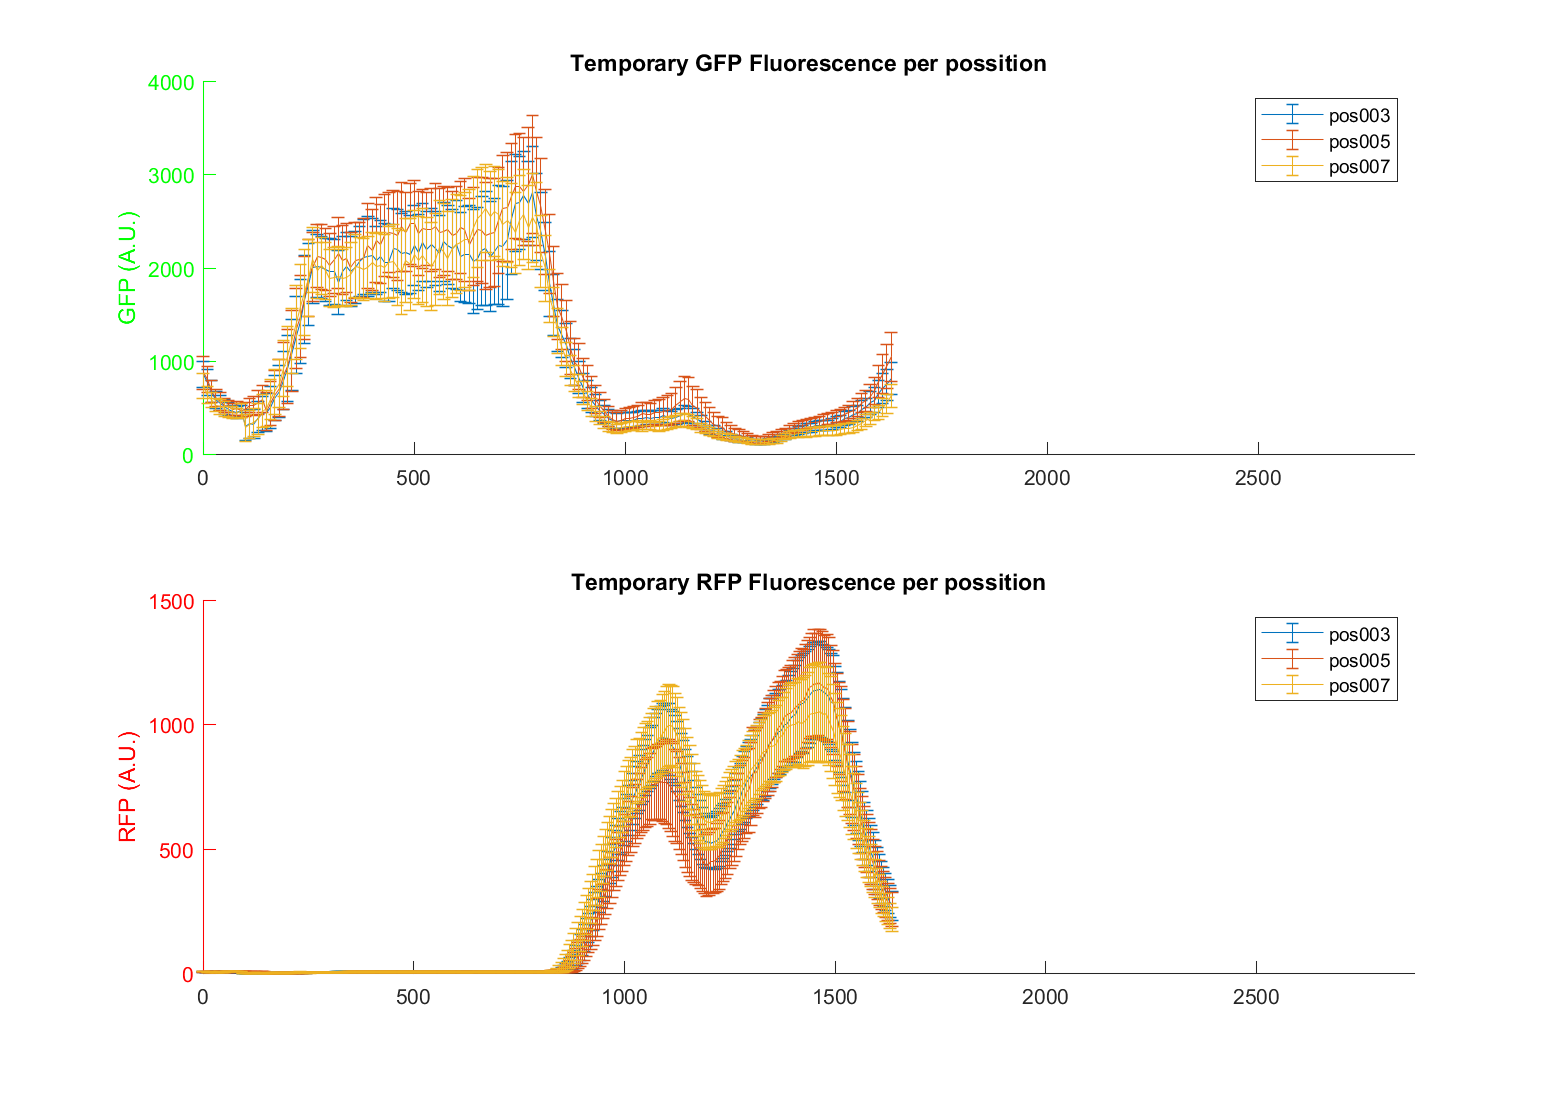 Temporary GFP Fluorescence per possition
4000
3000
2000
1000
0
GFP (A.U.)
0 500 1000 1500 2000 2500
pos003
pos005
pos007
Temporary RFP Fluorescence per possition
1500
1000
500
0
RFP (A.U.)
0 500 1000 1500 2000 2500
pos003
pos005
pos007